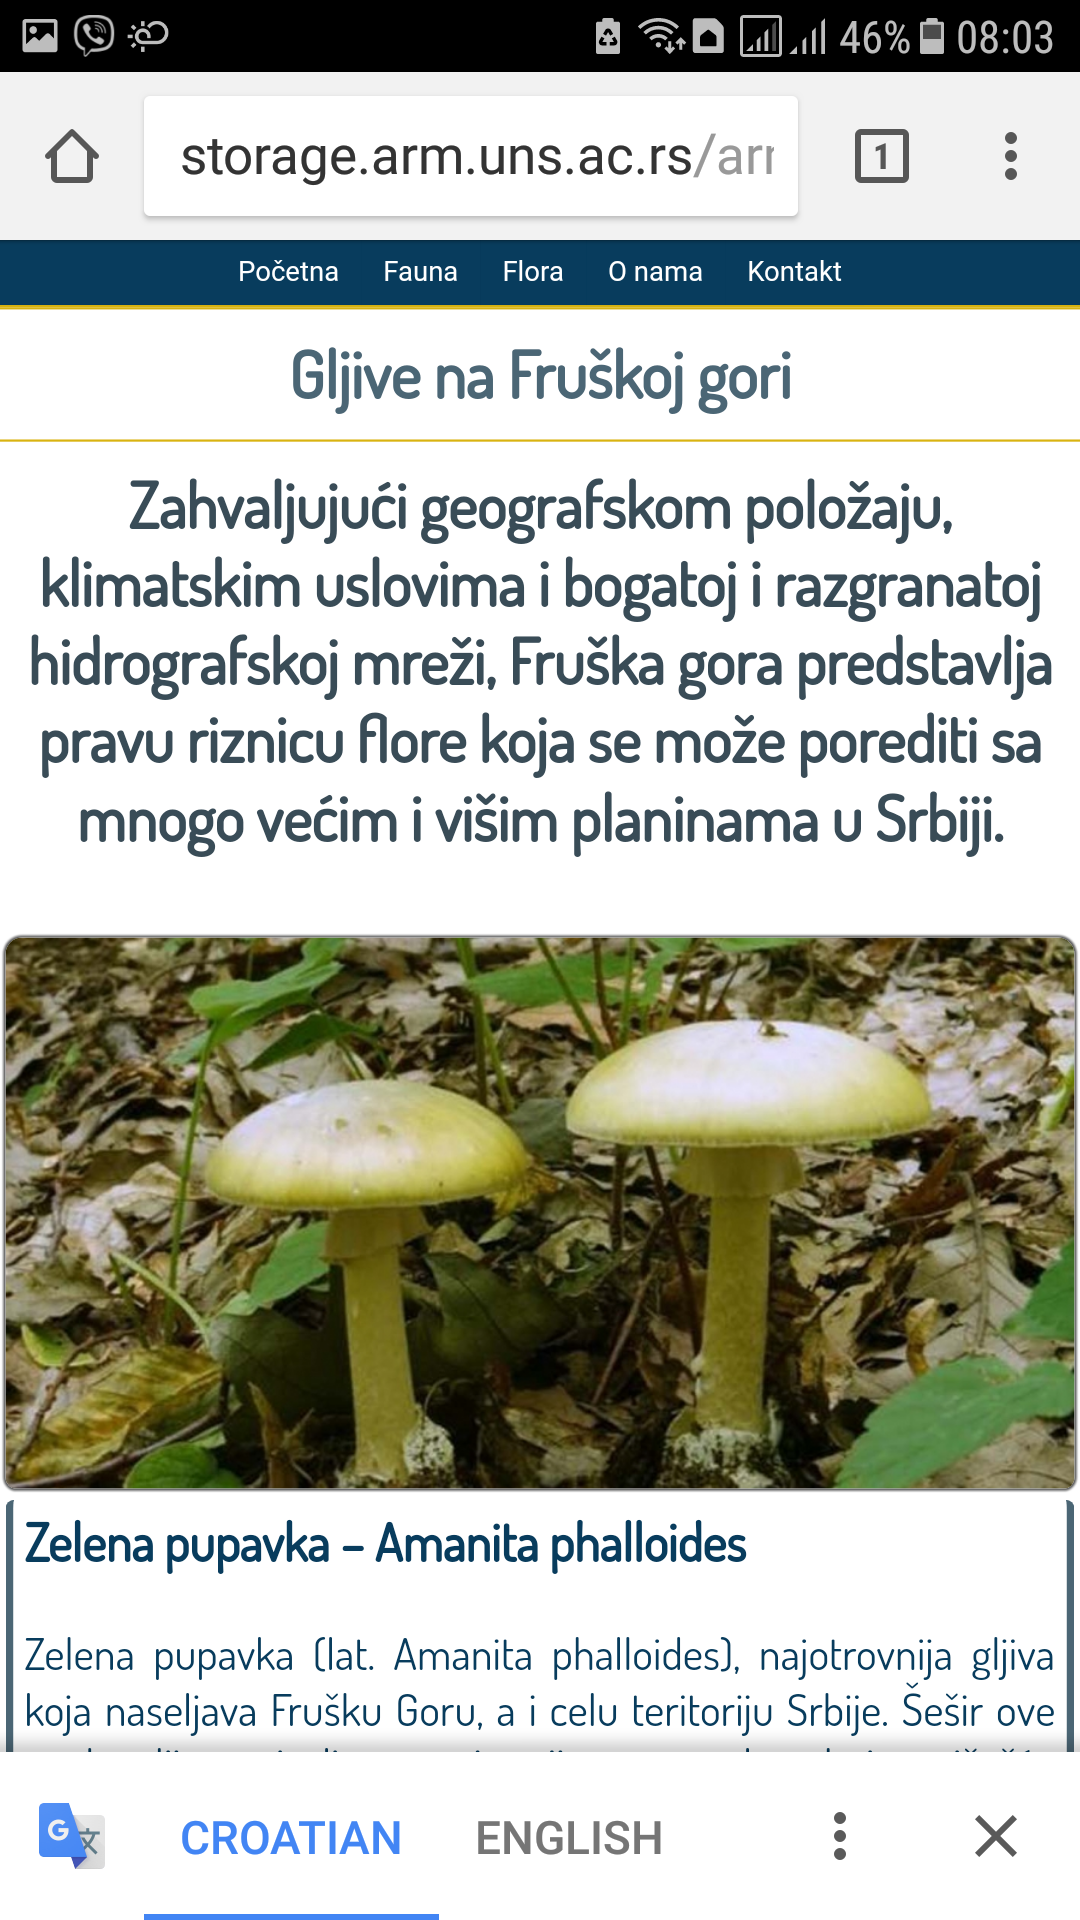 46% 08:03
storage.arm.uns.ac.rs/arr
1
Početna Fauna Flora O nama Kontakt
Gljive na Fruškoj gori
Zahvaljujući geografskom položaju,
klimatskim uslovima i bogatoj i razgranatoj
hidrografskoj mreži, Fruška gora predstavlja
pravu riznicu flore koja se može porediti sa
mnogo većim i višim planinama u Srbiji.
Zelena pupavka – Amanita phalloides
Zelena pupavka (lat. Amanita phalloides), najotrovnija gljiva
koja naseljava Frušku Goru, a i celu teritoriju Srbije. Šešir ove
G 文 CROATIAN ENGLISH